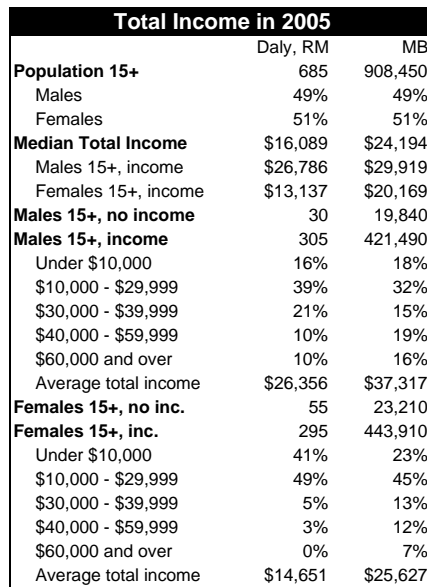 Total Income in 2005
Daly, RM MB
Population 15+ 685 908,450
Males 49% 49%
Females 51% 51%
Median Total Income $16,089 $24,194
Males 15+, income $26,786 $29,919
Females 15+, income $13,137 $20,169
Males 15+, no income 30 19,840
Males 15+, income 305 421,490
Under $10,000 16% 18%
$10,000 - $29,999 39% 32%
$30,000 - $39,999 21% 15%
$40,000 - $59,999 10% 19%
$60,000 and over 10% 16%
Average total income $26,356 $37,317
Females 15+, no inc. 55 23,210
Females 15+, inc. 295 443,910
Under $10,000 41% 23%
$10,000 - $29,999 49% 45%
$30,000 - $39,999 5% 13%
$40,000 - $59,999 3% 12%
$60,000 and over 0% 7%
Average total income $14,651 $25,627